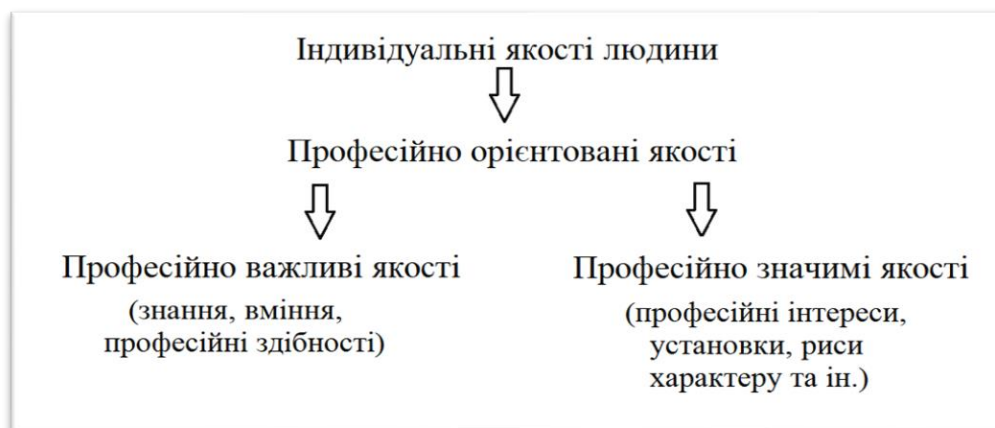 Індивідуальні якості людини
Професійно орієнтовані якості
Професійно важливі якості
(знання, вміння,
професійні здібності)
Професійно значимі якості
(професійні інтереси,
установки, риси
характеру та ін.)